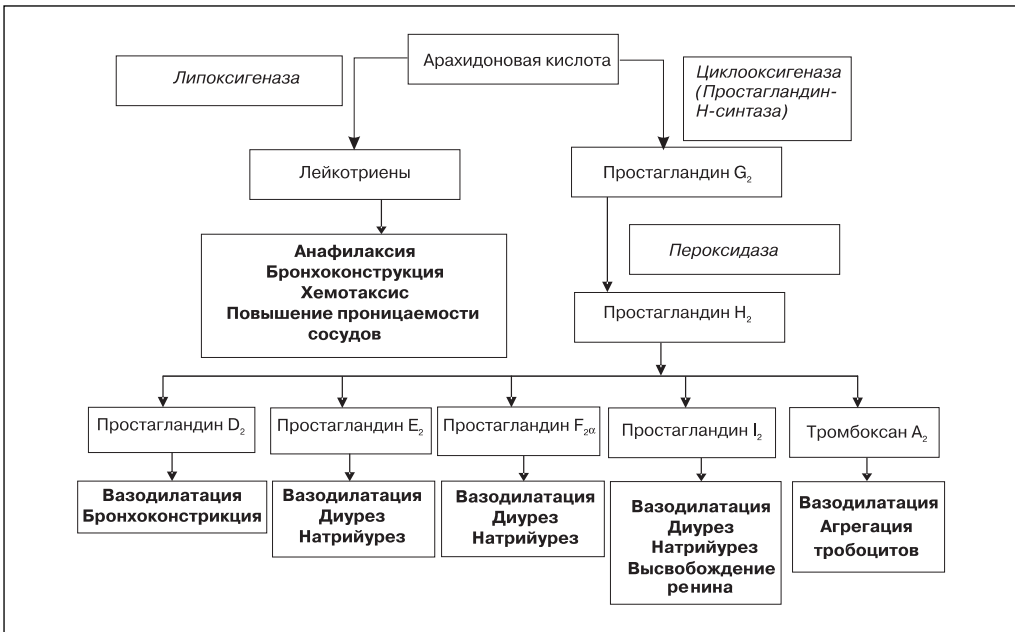 Арахидоновая кислота
Липоксигеназа
Циклооксигеназа
(Простагландин-
Н-синтаза)
Лейкотриены
Простагландин G₂
Анафилаксия
Бронхоконструкция
Хемотаксис
Повышение проницаемости
сосудов
Пероксидаза
Простагландин H₂
Простагландин D₂
Простагландин E₂
Простагландин F₂α
Простагландин I₂
Тромбоксан A₂
Вазодилатация
Бронхоконстрикция
Вазодилатация
Диурез
Натрийурез
Вазодилатация
Диурез
Натрийурез
Вазодилатация
Диурез
Натрийурез
Высвобождение
ренина
Вазодилатация
Агрегация
тробоцитов